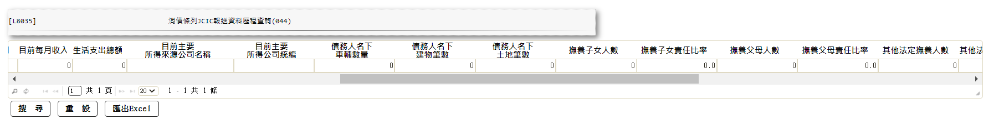 [L8035] 消債條列JCIC報送資料歷程查詢(044)
目前每月收入 生活支出總額 目前主要 所得來源公司名稱 目前主要 所得公司統編 債務人名下 車輛數量 債務人名下 建物筆數 債務人名下 土地筆數 撫養子女人數 撫養子女責任比率 撫養父母人數 撫養父母責任比率 其他法定撫養人數 其他法
0 0 0 0 0 0 0.0 0 0.0 0
1 共 1 頁 20 1 - 1 共 1 條
搜 尋 重 設 匯出Excel